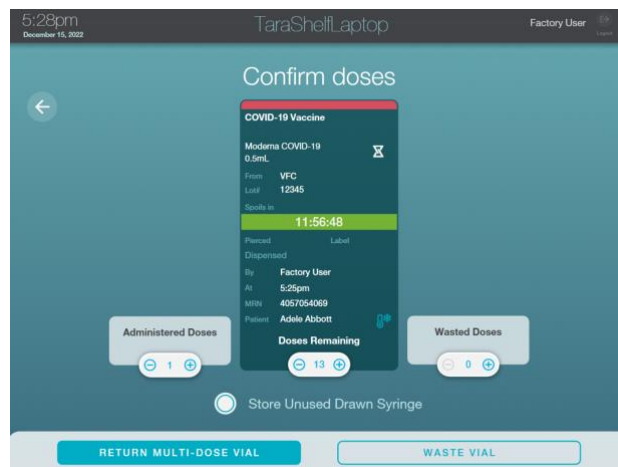 5:28pm
December 15, 2022
TaraShelfLaptop
Factory User
Logout
Confirm doses
COVID-19 Vaccine
Moderna COVID-19
0.5mL
From VFC
Lot# 12345
Spoils in
11:56:48
Pierced Label
Dispensed
By Factory User
At 5:25pm
MRN 4057054069
Patient Adele Abbott
Administered Doses
1
Doses Remaining
13
Wasted Doses
0
Store Unused Drawn Syringe
RETURN MULTI-DOSE VIAL
WASTE VIAL